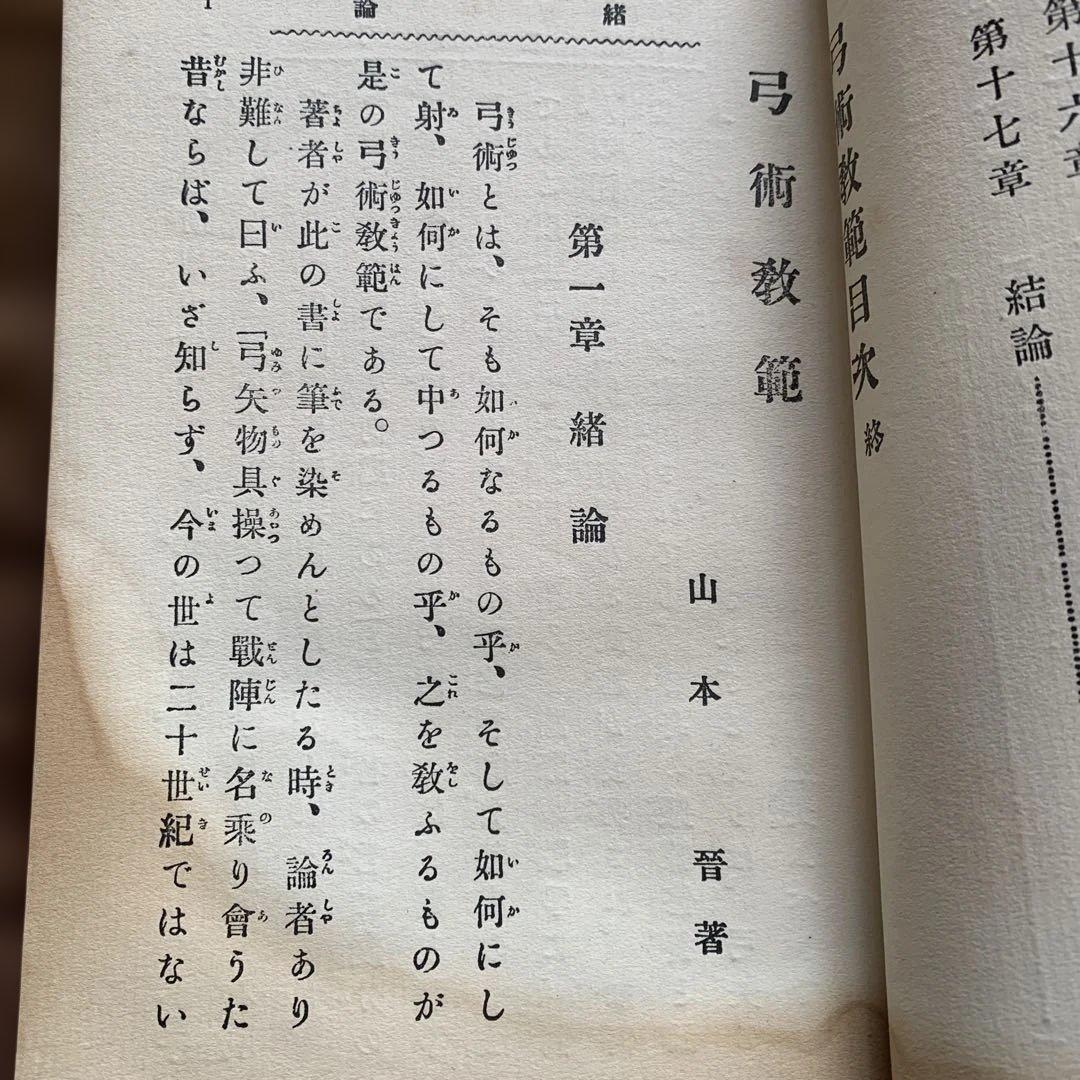 第十六章
第十七章　結論
弓術教範目次　終
弓術教範
山本　晉著
第一章　緒論
弓術とは、そも如何なるもの乎、そして如何にし
て射、如何にして中つるもの乎、之を教ふるものが
是の弓術教範である。
著者が此の書に筆を染めんとしたる時、論者あり
非難して曰ふ、「弓矢物具操つて戰陣に名乘り會うた
昔ならば、いざ知らず、今の世は二十世紀ではない
緒論
1